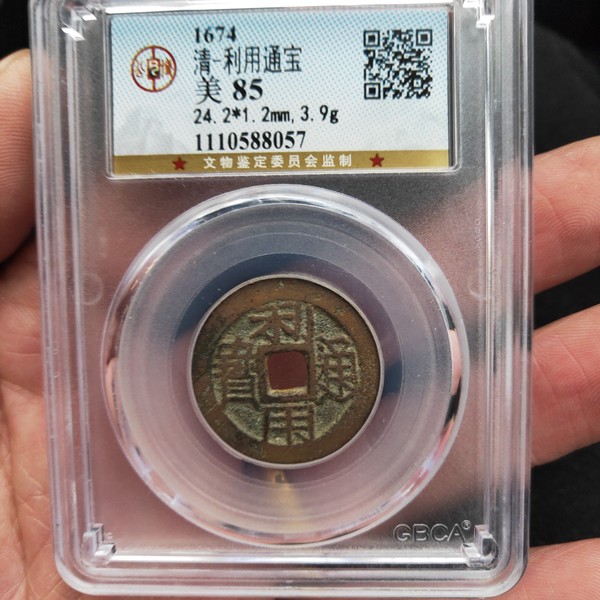 1674
清-利用通宝
美 85
24.2*1.2mm, 3.9g
1110588057
★ 文物鉴定委员会监制 ★
利
寳 通
用
GBCA®